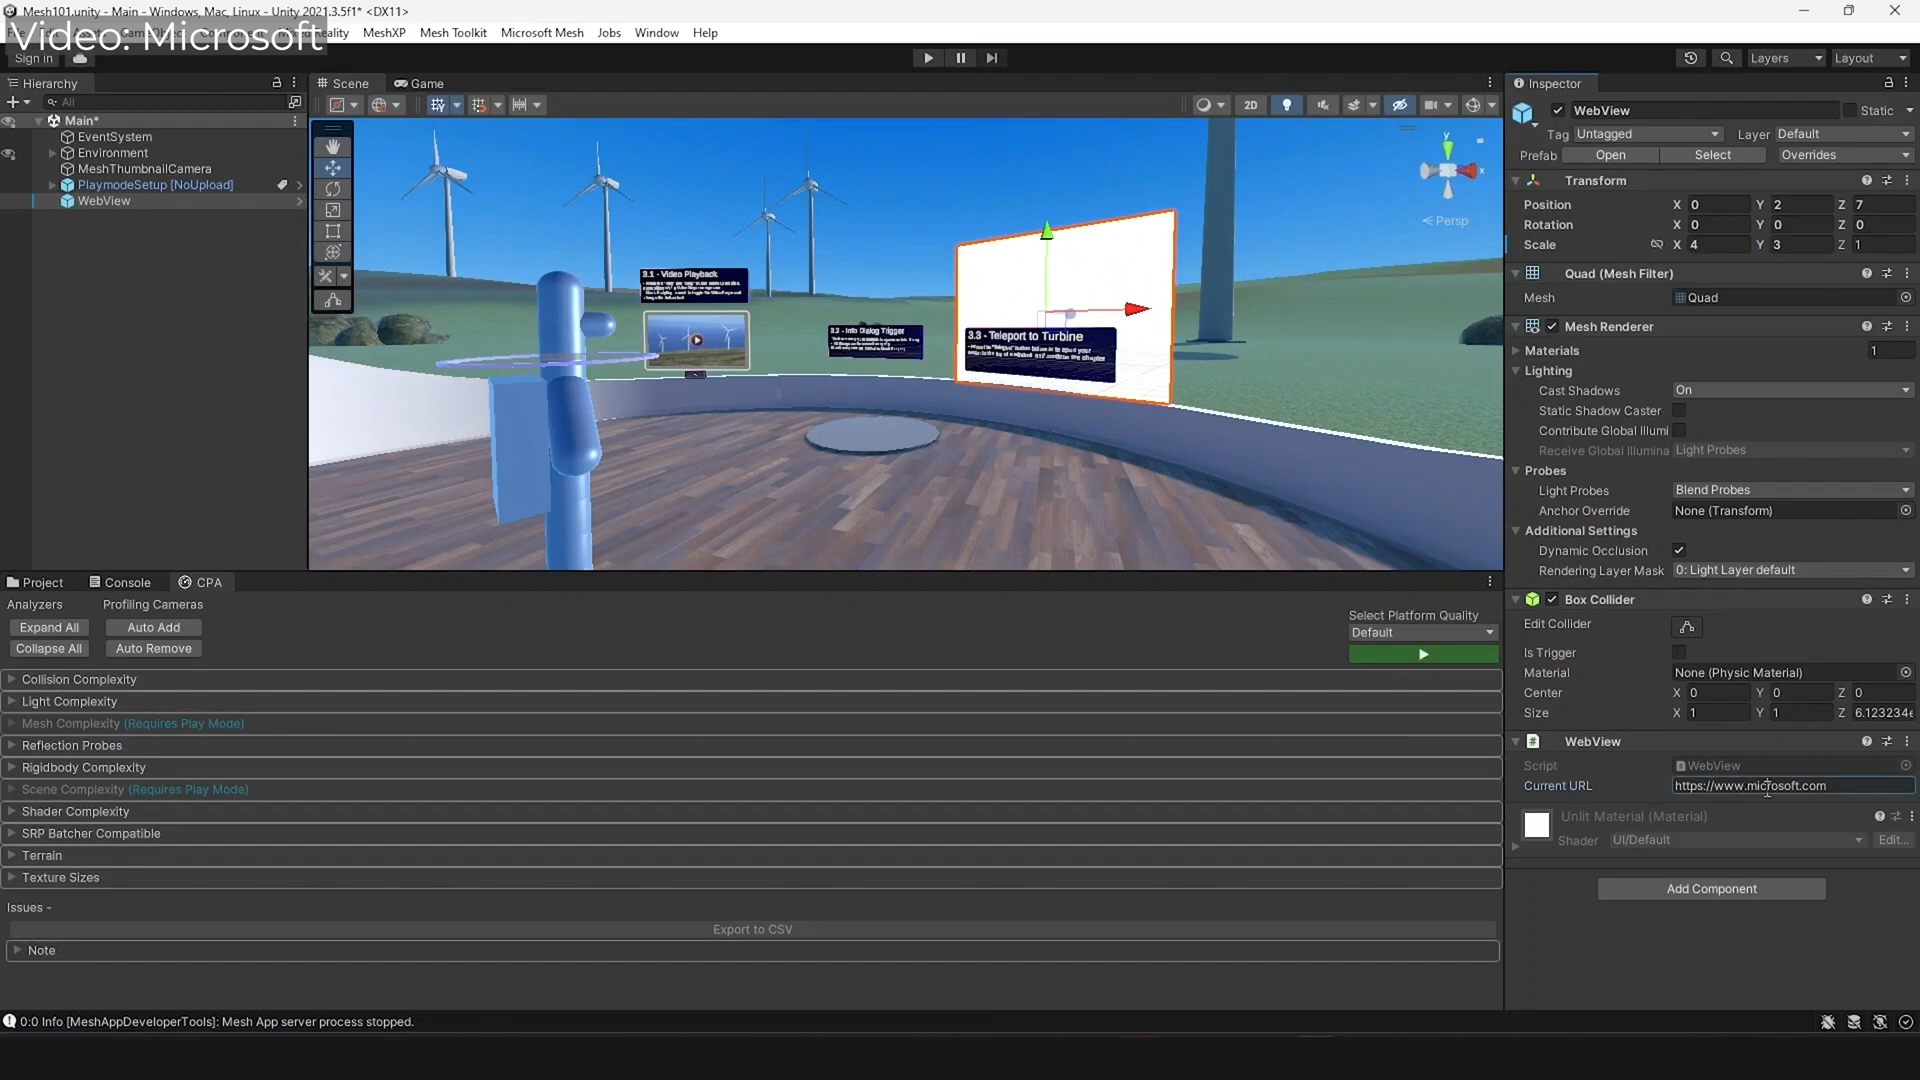 Mesh101.unity - Main - Windows, Mac, Linux - Unity 2021.3.5f1* <DX11>
Video: Microsoft
MeshXP Mesh Toolkit Microsoft Mesh Jobs Window Help
Sign in
Layers Layout
Hierarchy
All
Main*
EventSystem
Environment
MeshThumbnailCamera
PlaymodeSetup [NoUpload]
WebView
Scene Game
2D
3.1 - Video Playback
3.2 - Info Dialog Trigger
3.3 - Teleport to Turbine
y
x
Persp
Project Console CPA
Analyzers Profiling Cameras
Expand All Auto Add
Collapse All Auto Remove
Select Platform Quality
Default
Collision Complexity
Light Complexity
Mesh Complexity (Requires Play Mode)
Reflection Probes
Rigidbody Complexity
Scene Complexity (Requires Play Mode)
Shader Complexity
SRP Batcher Compatible
Terrain
Texture Sizes
Issues -
Export to CSV
Note
0:0 Info [MeshAppDeveloperTools]: Mesh App server process stopped.
Inspector
WebView Static
Tag Untagged Layer Default
Prefab Open Select Overrides
Transform
Position X 0 Y 2 Z 7
Rotation X 0 Y 0 Z 0
Scale X 4 Y 3 Z 1
Quad (Mesh Filter)
Mesh Quad
Mesh Renderer
Materials 1
Lighting
Cast Shadows On
Static Shadow Caster
Contribute Global Illumi
Receive Global Illumina Light Probes
Probes
Light Probes Blend Probes
Anchor Override None (Transform)
Additional Settings
Dynamic Occlusion
Rendering Layer Mask 0: Light Layer default
Box Collider
Edit Collider
Is Trigger
Material None (Physic Material)
Center X 0 Y 0 Z 0
Size X 1 Y 1 Z 6.123234e
WebView
Script WebView
Current URL https://www.microsoft.com
Unlit Material (Material)
Shader UI/Default Edit...
Add Component